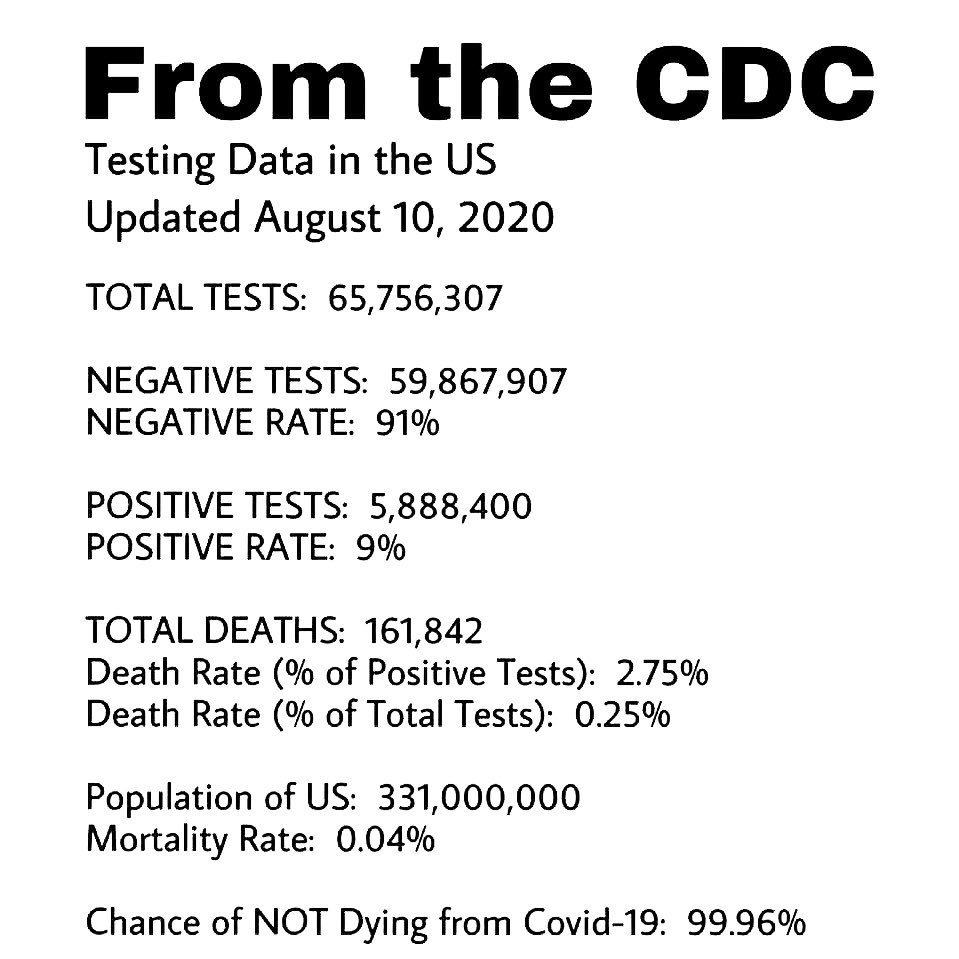 From the CDC
Testing Data in the US
Updated August 10, 2020
TOTAL TESTS: 65,756,307
NEGATIVE TESTS: 59,867,907
NEGATIVE RATE: 91%
POSITIVE TESTS: 5,888,400
POSITIVE RATE: 9%
TOTAL DEATHS: 161,842
Death Rate (% of Positive Tests): 2.75%
Death Rate (% of Total Tests): 0.25%
Population of US: 331,000,000
Mortality Rate: 0.04%
Chance of NOT Dying from Covid-19: 99.96%